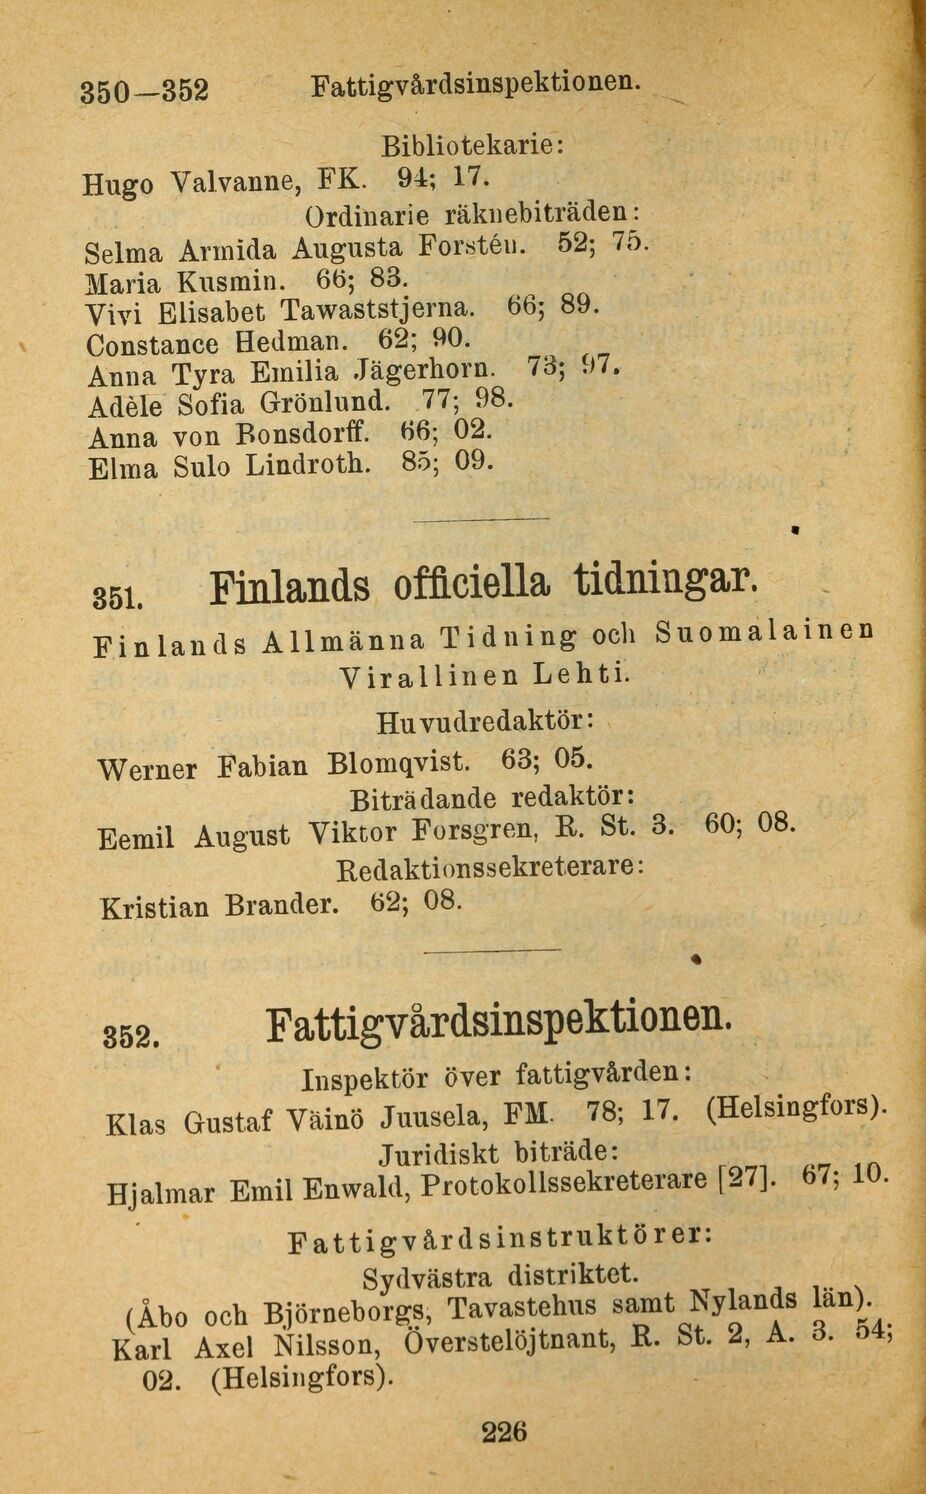 350—352 Fattigvårdsinspektionen.
Bibliotekarie:
Hugo Valvanne, FK. 94; 17.
Ordinarie räknebiträden:
Selma Armida Augusta Forstén. 52; 75.
Maria Kusmin. 66; 83.
Vivi Elisabet Tawaststjerna. 66; 89.
Constance Hedman. 62; 90.
Anna Tyra Emilia Jägerhorn. 73; 97.
Adèle Sofia Grönlund. 77; 98.
Anna von Bonsdorff. 66; 02.
Elma Sulo Lindroth. 85; 09.
351. Finlands officiella tidningar.
Finlands Allmänna Tidning och Suomalainen
Virallinen Lehti.
Huvudredaktör:
Werner Fabian Blomqvist. 63; 05.
Biträdande redaktör:
Eemil August Viktor Forsgren, R. St. 3. 60; 08.
Redaktionssekreterare:
Kristian Brander. 62; 08.
352. Fattigvårdsinspektionen.
Inspektör över fattigvården:
Klas Gustaf Väinö Juusela, FM. 78; 17. (Helsingfors).
Juridiskt biträde:
Hjalmar Emil Enwald, Protokollssekreterare [27]. 67; 10.
Fattigvårdsinstruktörer:
Sydvästra distriktet.
(Åbo och Björneborgs, Tavastehus samt Nylands län).
Karl Axel Nilsson, Överstelöjtnant, R. St. 2, A. 3. 54;
02. (Helsingfors).
226